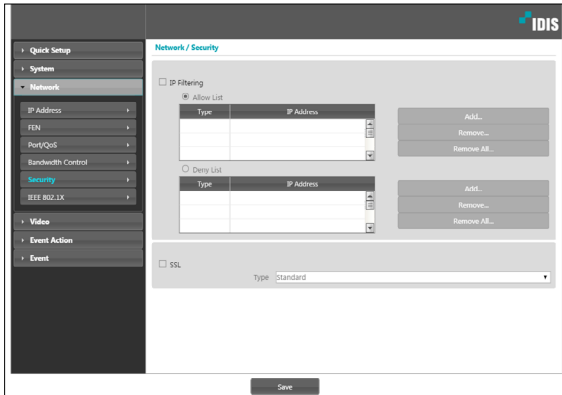 IDIS
Quick Setup
System
Network
IP Address
FEN
Port/QoS
Bandwidth Control
Security
IEEE 802.1X
Video
Event Action
Event
Network / Security
IP Filtering
Allow List
Type IP Address
Add...
Remove...
Remove All...
Deny List
Type IP Address
Add...
Remove...
Remove All...
SSL
Type Standard
Save